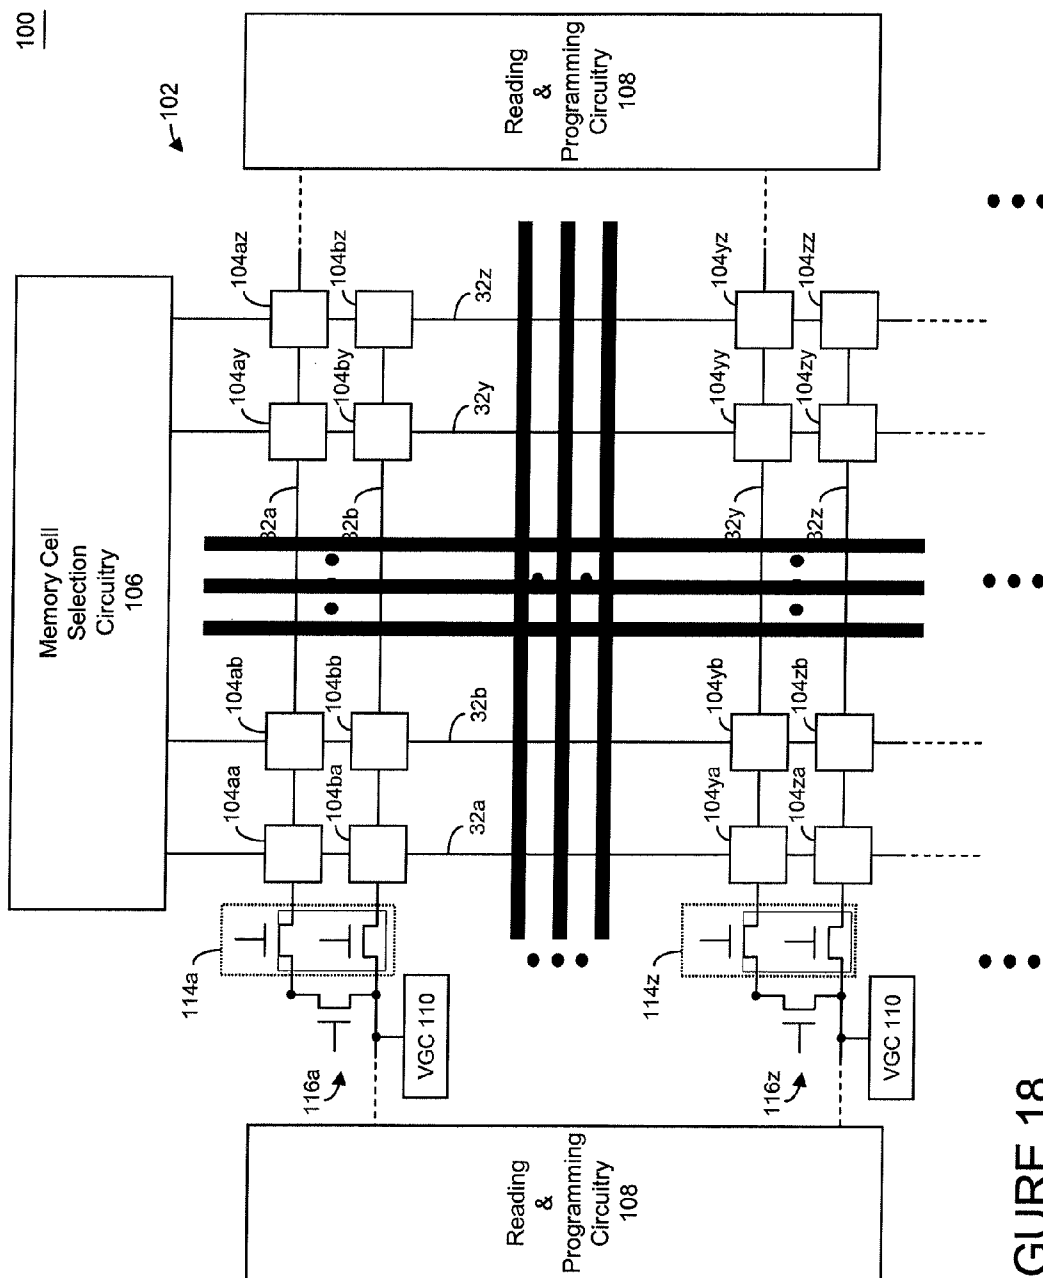 100
102
Memory Cell
Selection
Circuitry
106
Reading
&
Programming
Circuitry
108
Reading
&
Programming
Circuitry
108
114a
116a
VGC 110
104aa
104ab
104ay
104az
32a
32b
104ba
104bb
104by
104bz
32a
32b
32y
32z
114z
116z
VGC 110
104ya
104yb
104yy
104yz
32y
32z
104za
104zb
104zy
104zz
GURE 18